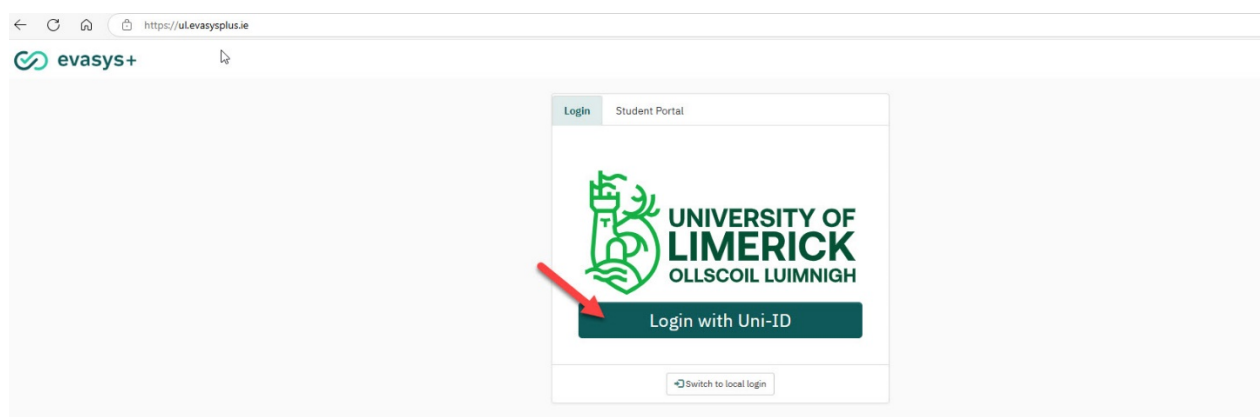 https://ul.evasysplus.ie
evasys+
Login Student Portal
UNIVERSITY OF
LIMERICK
OLLSCOIL LUIMNIGH
Login with Uni-ID
Switch to local login